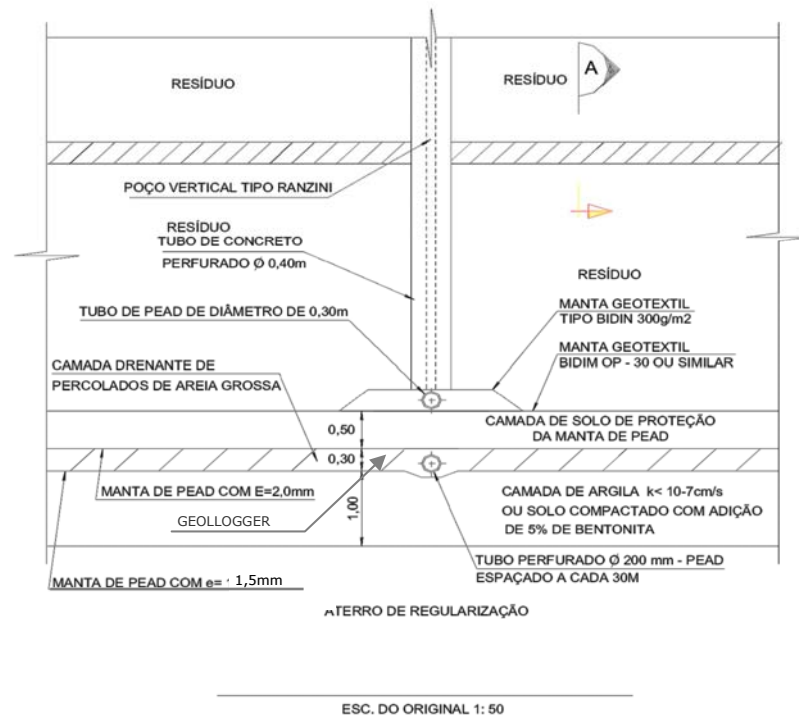 RESÍDUO
RESÍDUO
A
POÇO VERTICAL TIPO RANZINI
RESÍDUO
TUBO DE CONCRETO
PERFURADO Ø 0,40m
RESÍDUO
TUBO DE PEAD DE DIÂMETRO DE 0,30m
MANTA GEOTEXTIL
TIPO BIDIN 300g/m2
MANTA GEOTEXTIL
BIDIM OP - 30 OU SIMILAR
CAMADA DRENANTE DE
PERCOLADOS DE AREIA GROSSA
0,50
CAMADA DE SOLO DE PROTEÇÃO
DA MANTA DE PEAD
0,30
MANTA DE PEAD COM E=2,0mm
GEOLLOGGER
1,00
CAMADA DE ARGILA k< 10-7cm/s
OU SOLO COMPACTADO COM ADIÇÃO
DE 5% DE BENTONITA
TUBO PERFURADO Ø 200 mm - PEAD
ESPAÇADO A CADA 30M
MANTA DE PEAD COM e= 1,5mm
ATERRO DE REGULARIZAÇÃO
ESC. DO ORIGINAL 1: 50